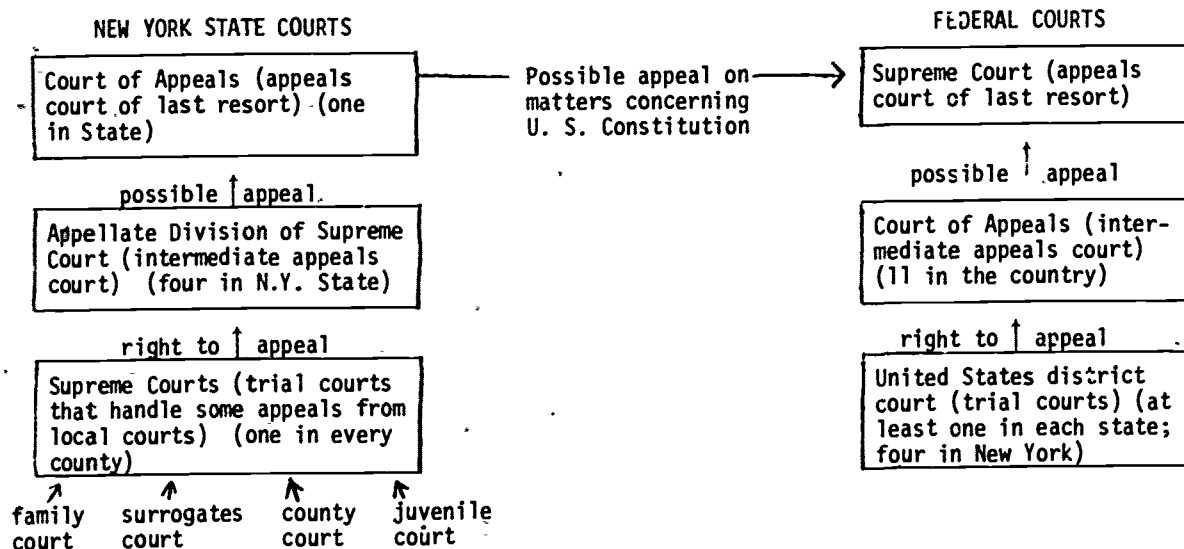 NEW YORK STATE COURTS
Court of Appeals (appeals
court of last resort) (one
in State)
possible appeal
Appellate Division of Supreme
Court (intermediate appeals
court) (four in N.Y. State)
right to appeal
Supreme Courts (trial courts
that handle some appeals from
local courts) (one in every
county)
family
court
surrogates
court
county
court
juvenile
court
Possible appeal on
matters concerning
U. S. Constitution
FEDERAL COURTS
Supreme Court (appeals
court of last resort)
possible appeal
Court of Appeals (inter-
mediate appeals court)
(11 in the country)
right to appeal
United States district
court (trial courts) (at
least one in each state;
four in New York)